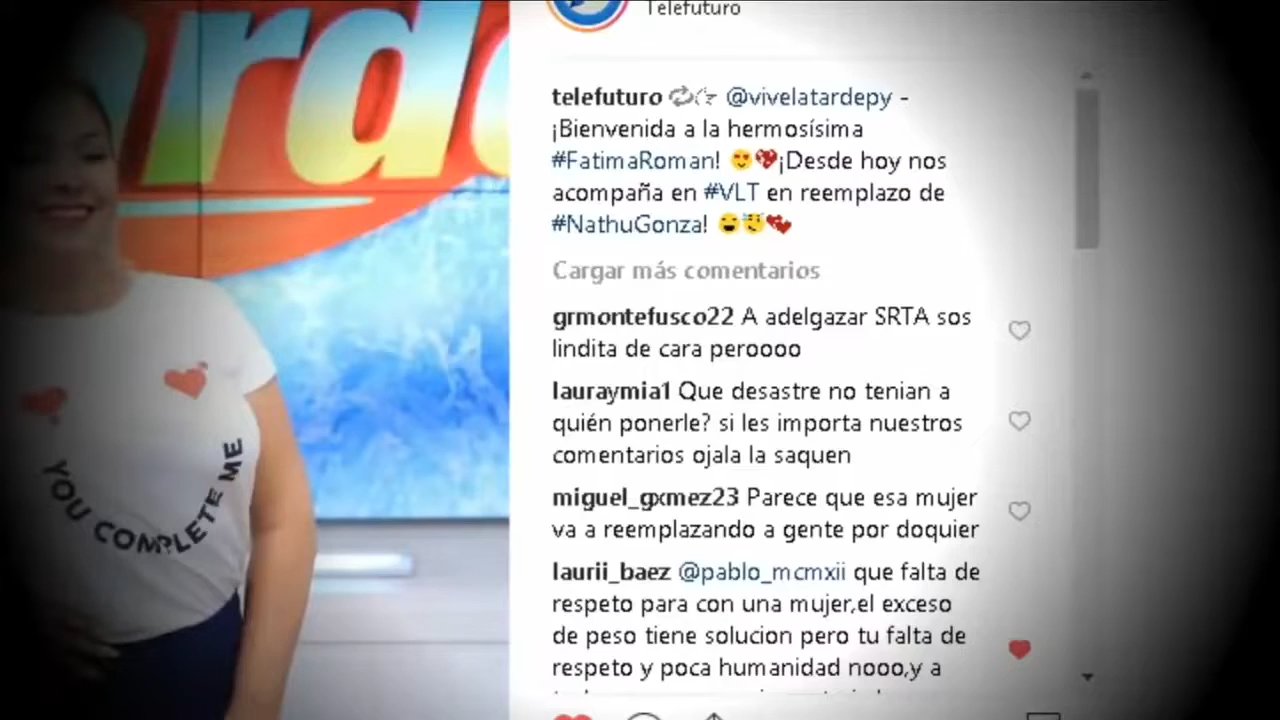 Telefuturo
telefuturo @vivelatardepy -
¡Bienvenida a la hermosísima
#FatimaRoman! ¡Desde hoy nos
acompaña en #VLT en reemplazo de
#NathuGonza!
Cargar más comentarios
grmontefusco22 A adelgazar SRTA sos
lindita de cara peroooo
lauraymia1 Que desastre no tenian a
quién ponerle? si les importa nuestros
comentarios ojala la saquen
miguel_gxmez23 Parece que esa mujer
va a reemplazando a gente por doquier
laurii_baez @pablo_mcmxii que falta de
respeto para con una mujer,el exceso
de peso tiene solucion pero tu falta de
respeto y poca humanidad nooo,y a
YOU COMPLETE ME